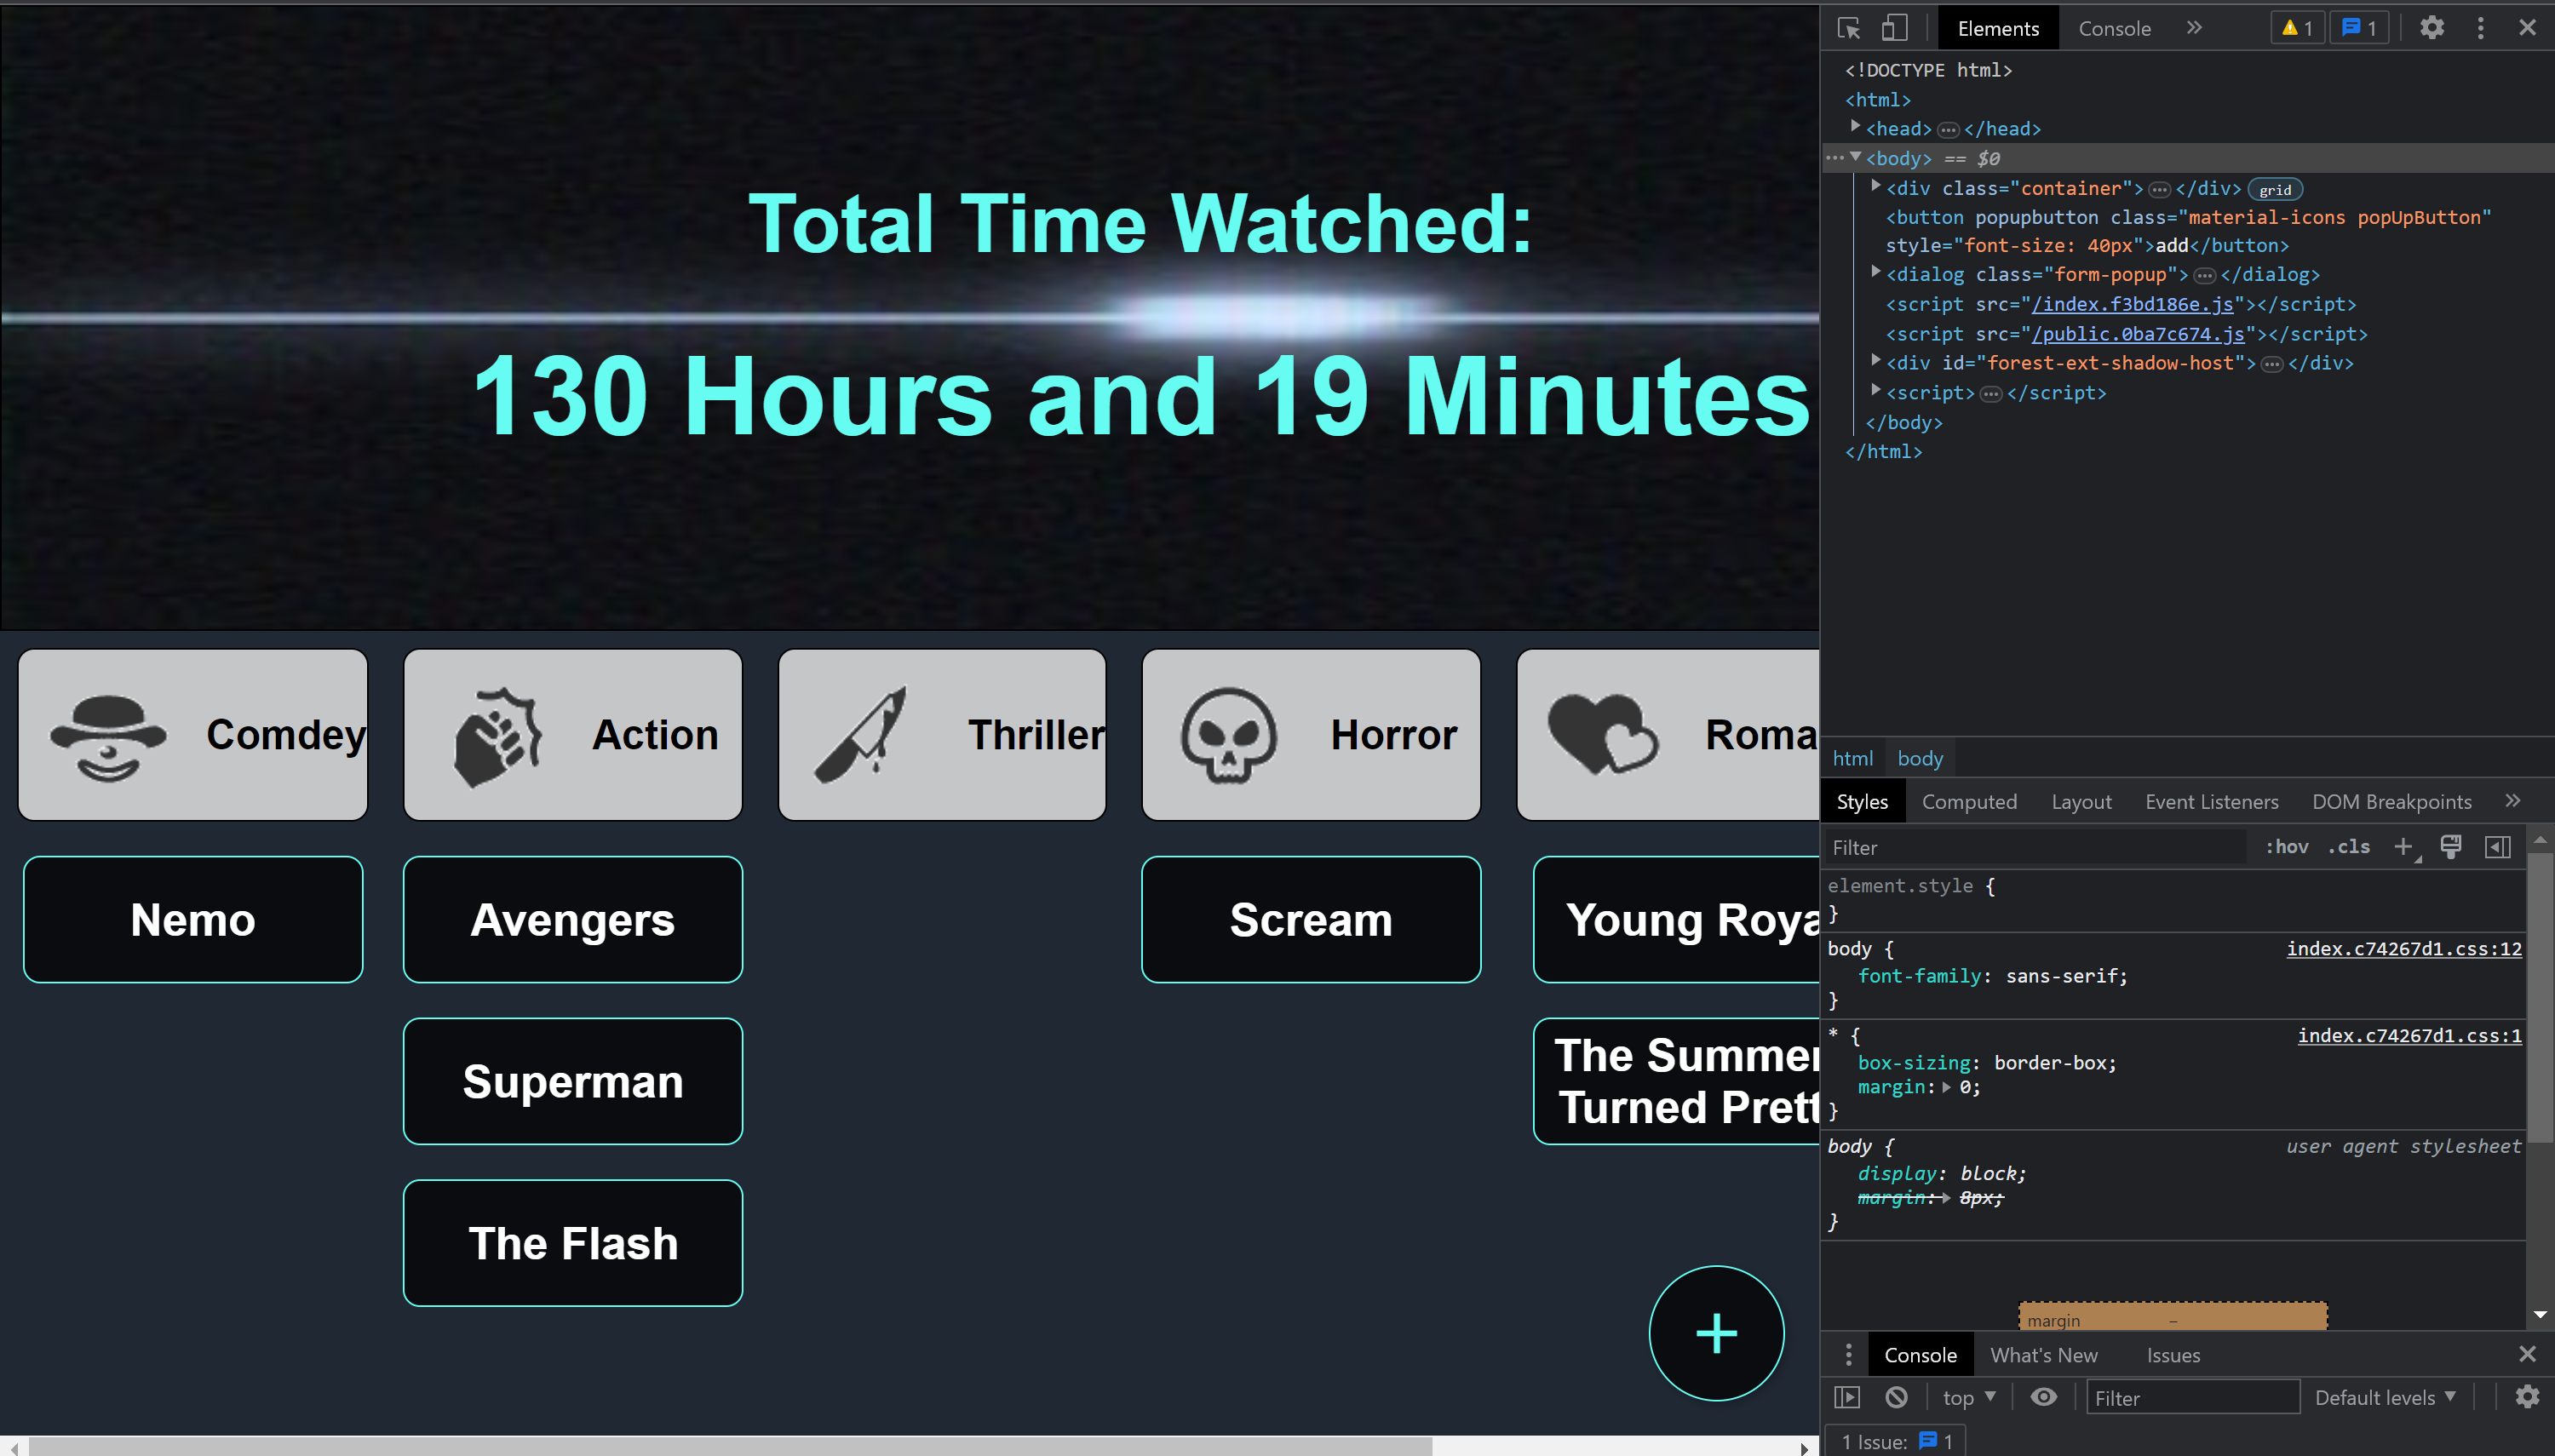 Total Time Watched:
130 Hours and 19 Minutes
Comdey
Action
Thriller
Horror
Roma
Nemo
Avengers
Scream
Young Roya
Superman
The Summer
Turned Prett
The Flash
+
Elements
Console
1
1
<!DOCTYPE html>
<html>
<head>…</head>
<body> == $0
<div class="container">…</div> grid
<button popupbutton class="material-icons popUpButton"
style="font-size: 40px">add</button>
<dialog class="form-popup">…</dialog>
<script src="/index.f3bd186e.js"></script>
<script src="/public.0ba7c674.js"></script>
<div id="forest-ext-shadow-host">…</div>
<script>…</script>
</body>
</html>
html body
Styles Computed Layout Event Listeners DOM Breakpoints
Filter :hov .cls
element.style {
}
body { index.c74267d1.css:12
font-family: sans-serif;
}
* { index.c74267d1.css:1
box-sizing: border-box;
margin: 0;
}
body { user agent stylesheet
display: block;
margin: 8px;
}
margin –
Console What's New Issues
top Filter Default levels
1 Issue: 1